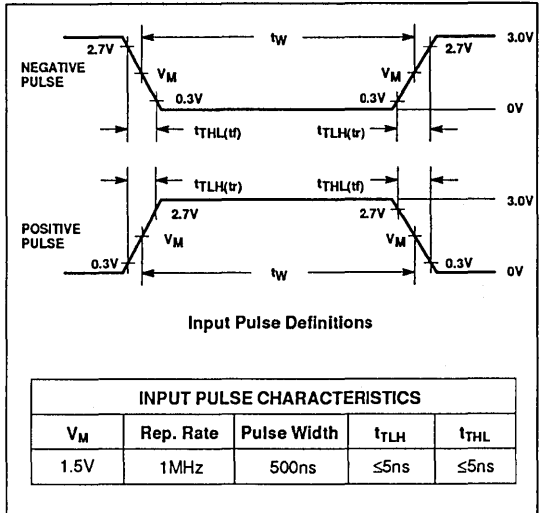 tW
2.7V
2.7V
3.0V
NEGATIVE
PULSE
VM
VM
0.3V
0.3V
0V
tTHL(tf)
tTLH(tr)
tTLH(tr)
tTHL(tf)
3.0V
2.7V
2.7V
POSITIVE
PULSE
VM
VM
0.3V
0.3V
tW
0V
Input Pulse Definitions
INPUT PULSE CHARACTERISTICS
VM Rep. Rate Pulse Width tTLH tTHL
1.5V 1MHz 500ns ≤5ns ≤5ns